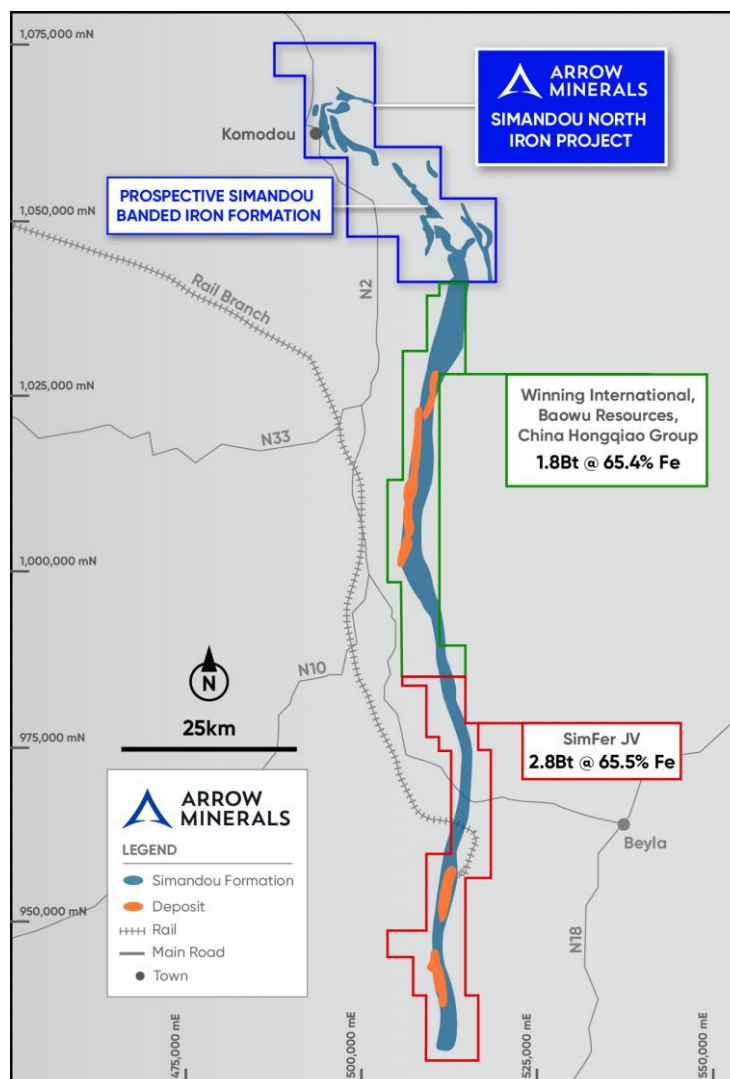 1,075,000 mN
ARROW
MINERALS
SIMANDOU NORTH
IRON PROJECT
Komodou
PROSPECTIVE SIMANDOU
BANDED IRON FORMATION
1,050,000 mN
Rail Branch
N2
1,025,000 mN
Winning International,
Baowu Resources,
China Hongqiao Group
1.8Bt @ 65.4% Fe
N33
1,000,000 mN
N
N10
25km
975,000 mN
SimFer JV
2.8Bt @ 65.5% Fe
ARROW
MINERALS
LEGEND
Simandou Formation
Deposit
Rail
Main Road
Town
Beyla
950,000 mN
N18
475,000 mE
500,000 mE
525,000 mE
550,000 mE